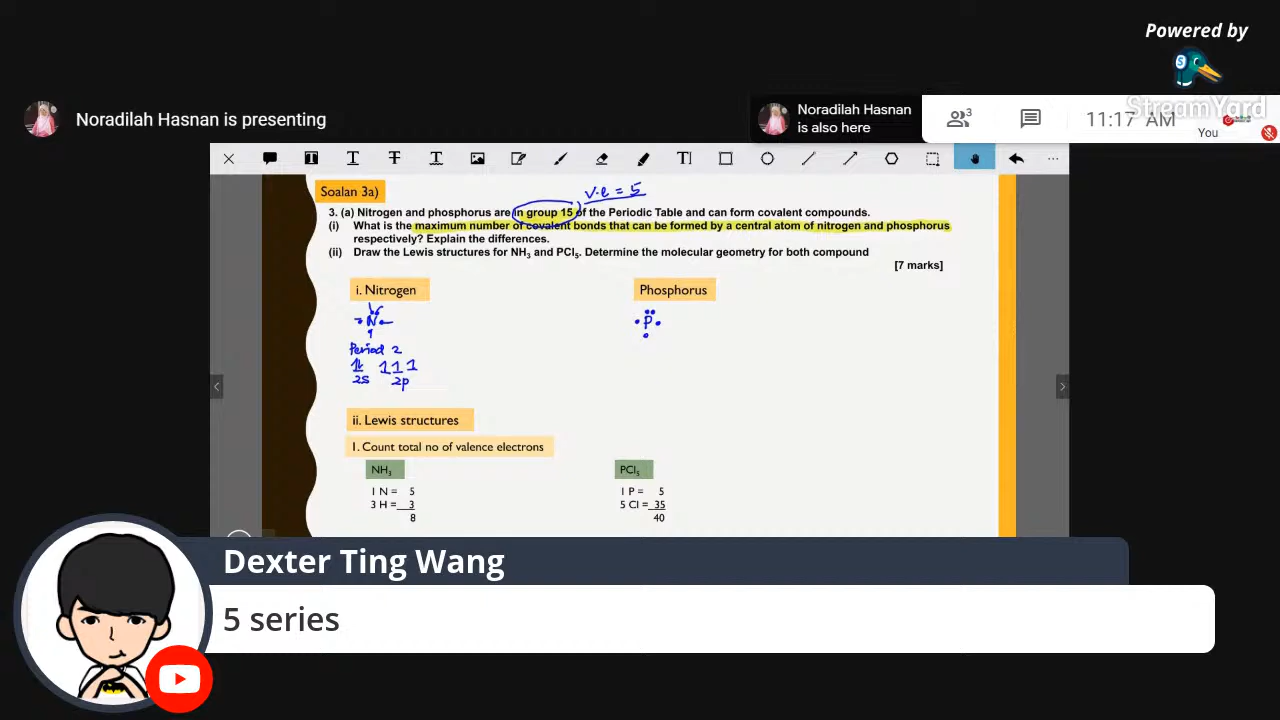 Powered by
StreamYard
Noradilah Hasnan is presenting
Noradilah Hasnan
is also here
3
11:17 AM
You
Soalan 3a)
v.e = 5
3. (a) Nitrogen and phosphorus are in group 15 of the Periodic Table and can form covalent compounds.
(i) What is the maximum number of covalent bonds that can be formed by a central atom of nitrogen and phosphorus
respectively? Explain the differences.
(ii) Draw the Lewis structures for NH₃ and PCl₅. Determine the molecular geometry for both compound
[7 marks]
i. Nitrogen
Phosphorus
N
P
Period 2
2s 2p
ii. Lewis structures
1. Count total no of valence electrons
NH₃
PCl₅
1 N = 5
3 H = 3
8
1 P = 5
5 Cl = 35
40
Dexter Ting Wang
5 series